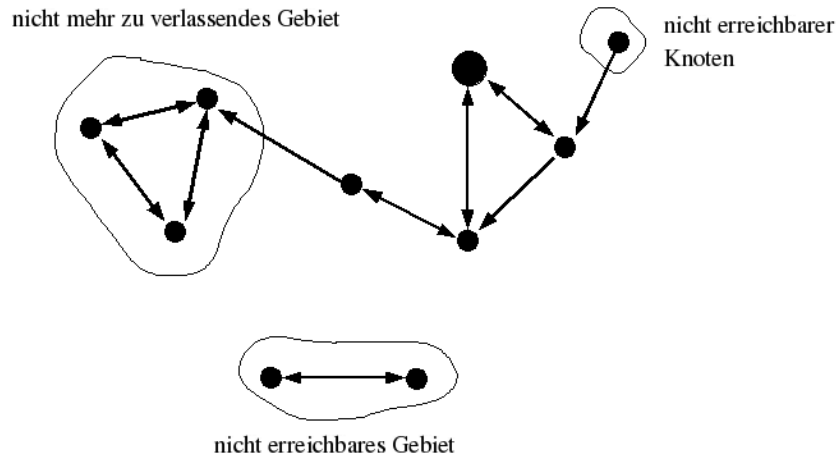 nicht mehr zu verlassendes Gebiet
nicht erreichbarer
Knoten
nicht erreichbares Gebiet